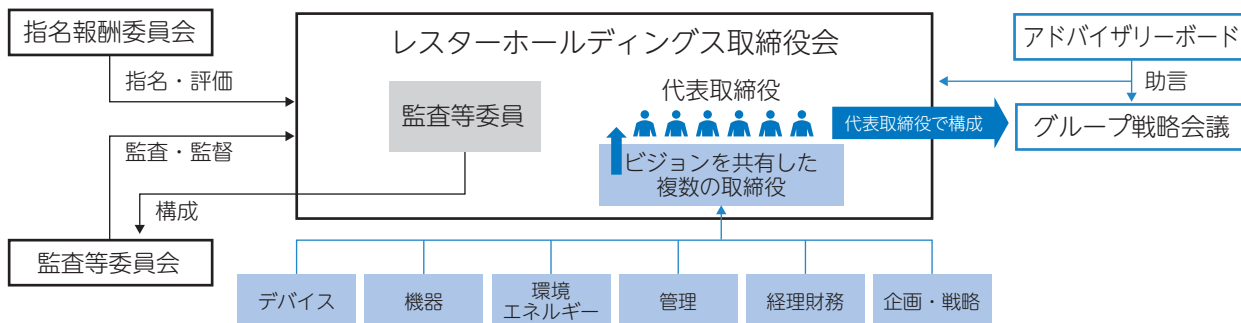 指名報酬委員会
指名・評価
監査・監督
構成
監査等委員会
レスターホールディングス取締役会
監査等委員
代表取締役
ビジョンを共有した
複数の取締役
代表取締役で構成
アドバイザリーボード
助言
グループ戦略会議
デバイス
機器
環境
エネルギー
管理
経理財務
企画・戦略